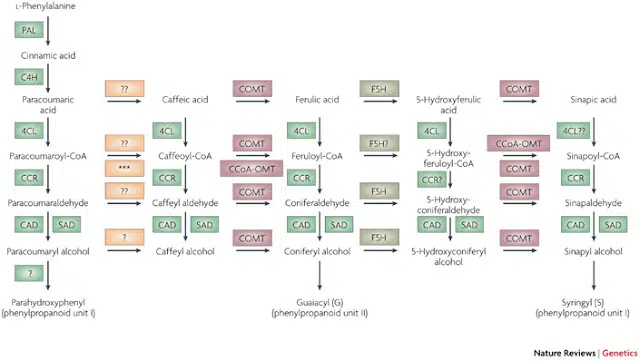 L-Phenylalanine
PAL
Cinnamic acid
C4H
Paracoumaric acid
??
Caffeic acid
COMT
Ferulic acid
F5H
5-Hydroxyferulic acid
COMT
Sinapic acid
4CL
4CL
4CL
4CL
4CL??
??
COMT
F5H?
CCoA-OMT
Paracoumaroyl-CoA
Caffeoyl-CoA
Feruloyl-CoA
5-Hydroxy-
feruloyl-CoA
Sinapoyl-CoA
***
CCoA-OMT
COMT
CCR
CCR
CCR
CCR?
CCR
??
COMT
F5H
COMT
Paracoumaraldehyde
Caffeyl aldehyde
Coniferaldehyde
5-Hydroxy-
coniferaldehyde
Sinapaldehyde
CAD SAD
CAD SAD
CAD SAD
CAD SAD
CAD SAD
Paracoumaryl alcohol
?
Caffeyl alcohol
COMT
Coniferyl alcohol
F5H
5-Hydroxyconiferyl
alcohol
COMT
Sinapyl alcohol
?
Parahydroxyphenyl
(phenylpropanoid unit I)
Guaiacyl (G)
(phenylpropanoid unit II)
Syringyl (S)
(phenylpropanoid unit I)
Nature Reviews | Genetics